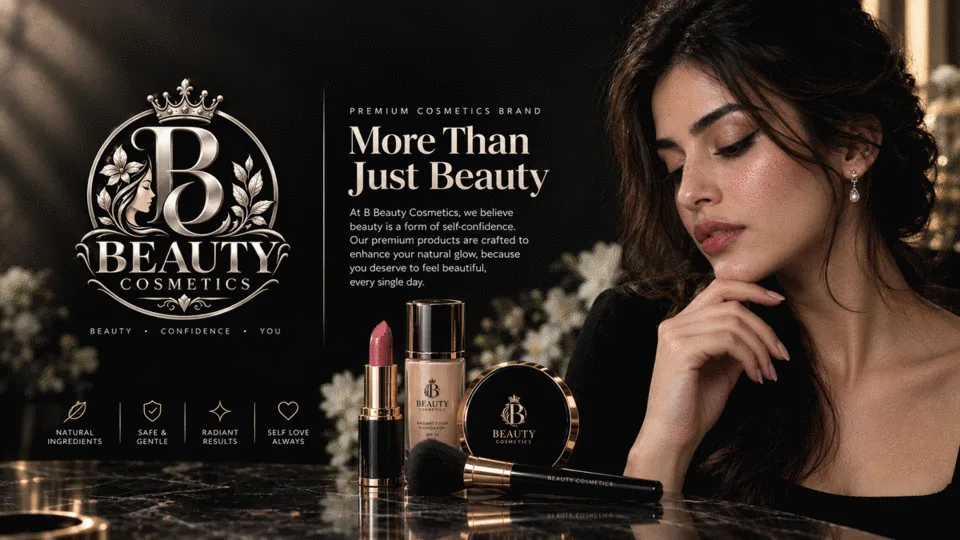 B
BEAUTY
COSMETICS
BEAUTY • CONFIDENCE • YOU
PREMIUM COSMETICS BRAND
More Than
Just Beauty
At B Beauty Cosmetics, we believe
beauty is a form of self-confidence.
Our premium products are crafted to
enhance your natural glow, because
you deserve to feel beautiful,
every single day.
NATURAL
INGREDIENTS
SAFE &
GENTLE
RADIANT
RESULTS
SELF LOVE
ALWAYS
B
BEAUTY
COSMETICS
FOUNDATION
B
BEAUTY
COSMETICS
BEAUTY COSMETICS